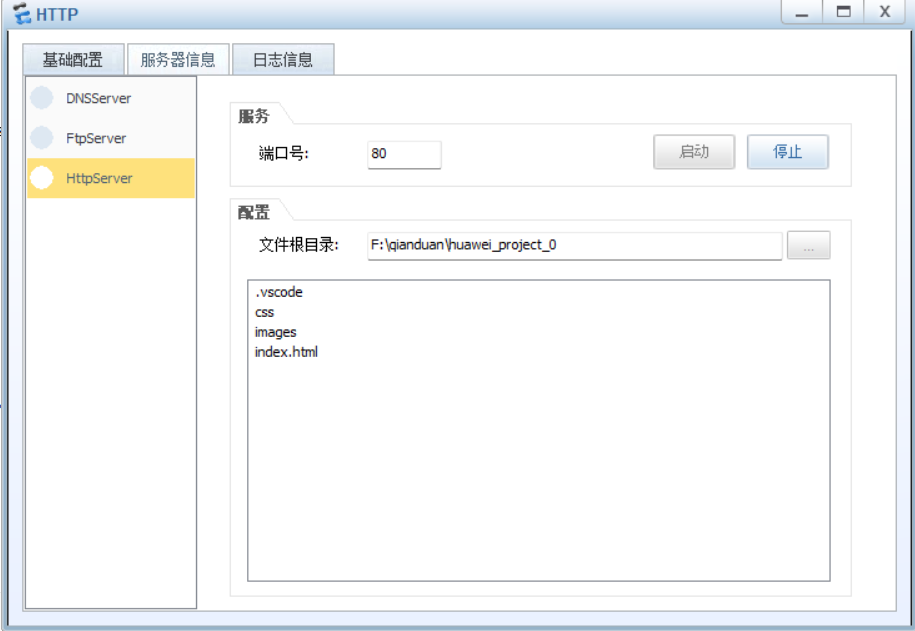 HTTP
基础配置 服务器信息 日志信息
DNSServer
FtpServer
HttpServer
服务
端口号: 80 启动 停止
配置
文件根目录: F:\qianduan\huawei_project_0 ...
.vscode
css
images
index.html